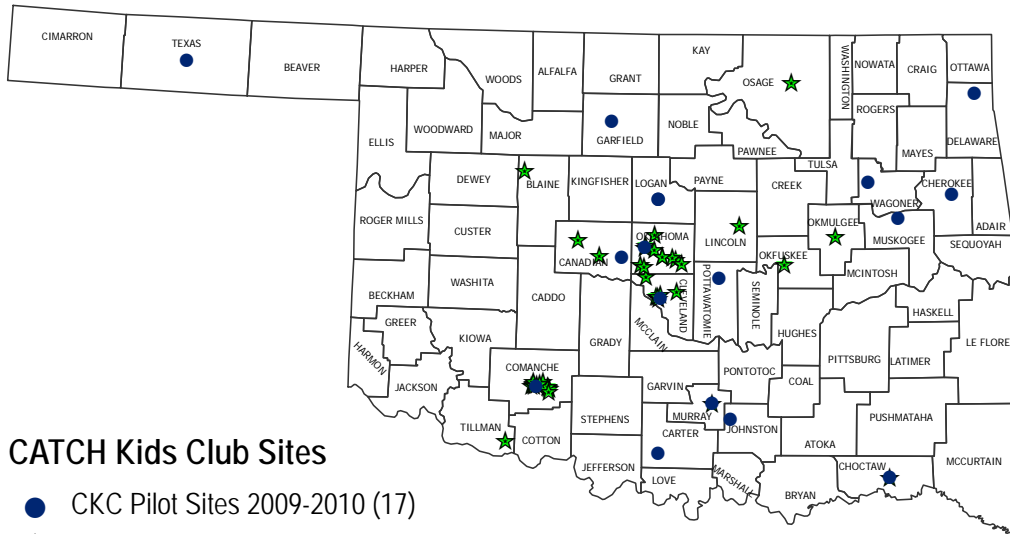 CIMARRON
TEXAS
BEAVER
HARPER
WOODS
ALFALFA
GRANT
KAY
OSAGE
WASHINGTON
NOWATA
CRAIG
OTTAWA
ELLIS
WOODWARD
MAJOR
GARFIELD
NOBLE
PAWNEE
ROGERS
MAYES
DELAWARE
DEWEY
BLAINE
KINGFISHER
LOGAN
PAYNE
CREEK
TULSA
WAGONER
CHEROKEE
ADAIR
ROGER MILLS
CUSTER
CANADIAN
OKLAHOMA
LINCOLN
OKFUSKEE
OKMULGEE
MUSKOGEE
SEQUOYAH
BECKHAM
WASHITA
CADDO
GRADY
MCCLAIN
CLEVELAND
POTTAWATOMIE
SEMINOLE
HUGHES
MCINTOSH
HASKELL
LE FLORE
GREER
HARMON
KIOWA
JACKSON
COMANCHE
GARVIN
PONTOTOC
COAL
PITTSBURG
LATIMER
TILLMAN
COTTON
STEPHENS
MURRAY
CARTER
JOHNSTON
ATOKA
PUSHMATAHA
JEFFERSON
LOVE
MARSHALL
BRYAN
CHOCTAW
MCCURTAIN
CATCH Kids Club Sites
CKC Pilot Sites 2009-2010 (17)